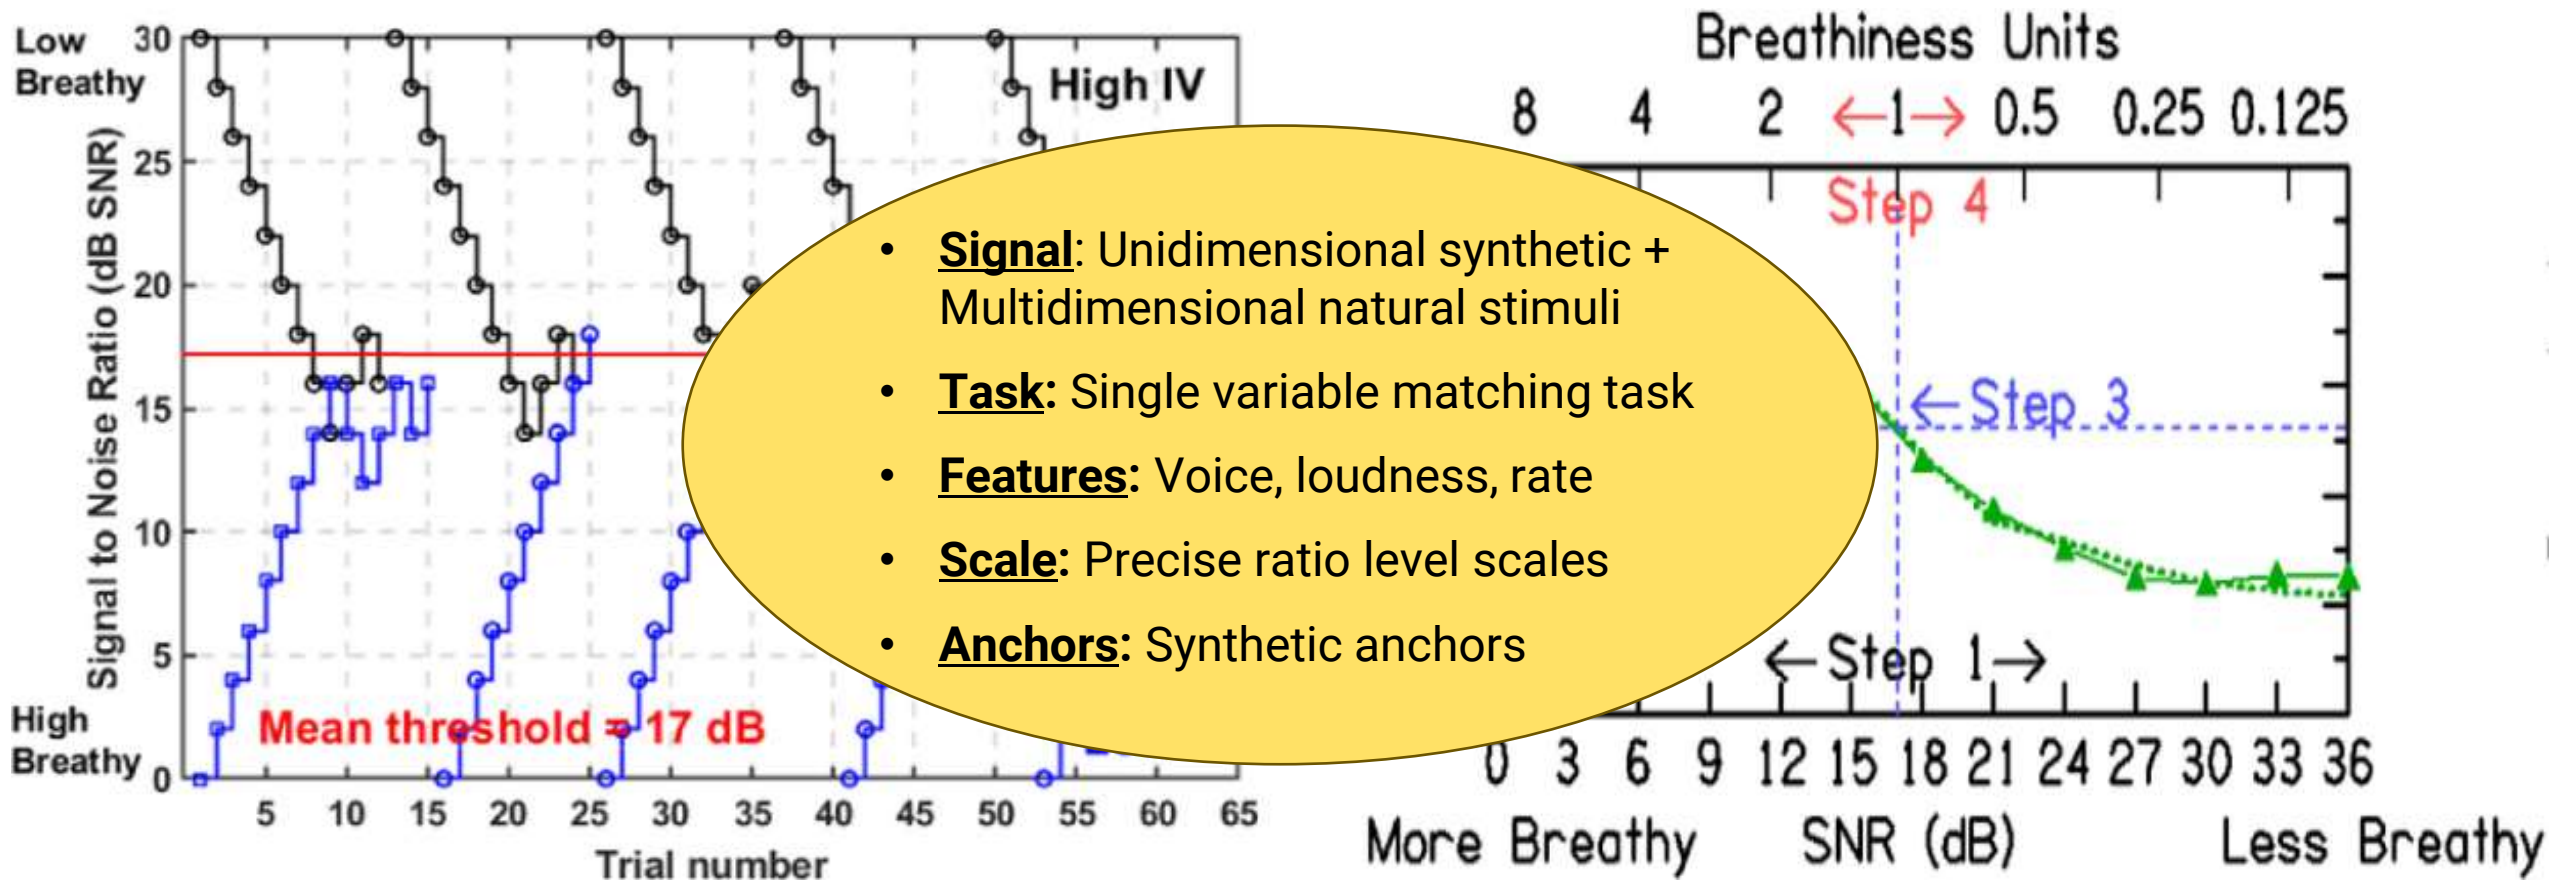 Low
Breathy
30
25
20
15
10
5
0
High
Breathy
Signal to Noise Ratio (dB SNR)
High IV
Mean threshold = 17 dB
5 10 15 20 25 30 35 40 45 50 55 60 65
Trial number
• Signal: Unidimensional synthetic +
Multidimensional natural stimuli
• Task: Single variable matching task
• Features: Voice, loudness, rate
• Scale: Precise ratio level scales
• Anchors: Synthetic anchors
Breathiness Units
8 4 2 ←1→ 0.5 0.25 0.125
Step 4
←Step 3
←Step 1→
0 3 6 9 12 15 18 21 24 27 30 33 36
More Breathy SNR (dB) Less Breathy